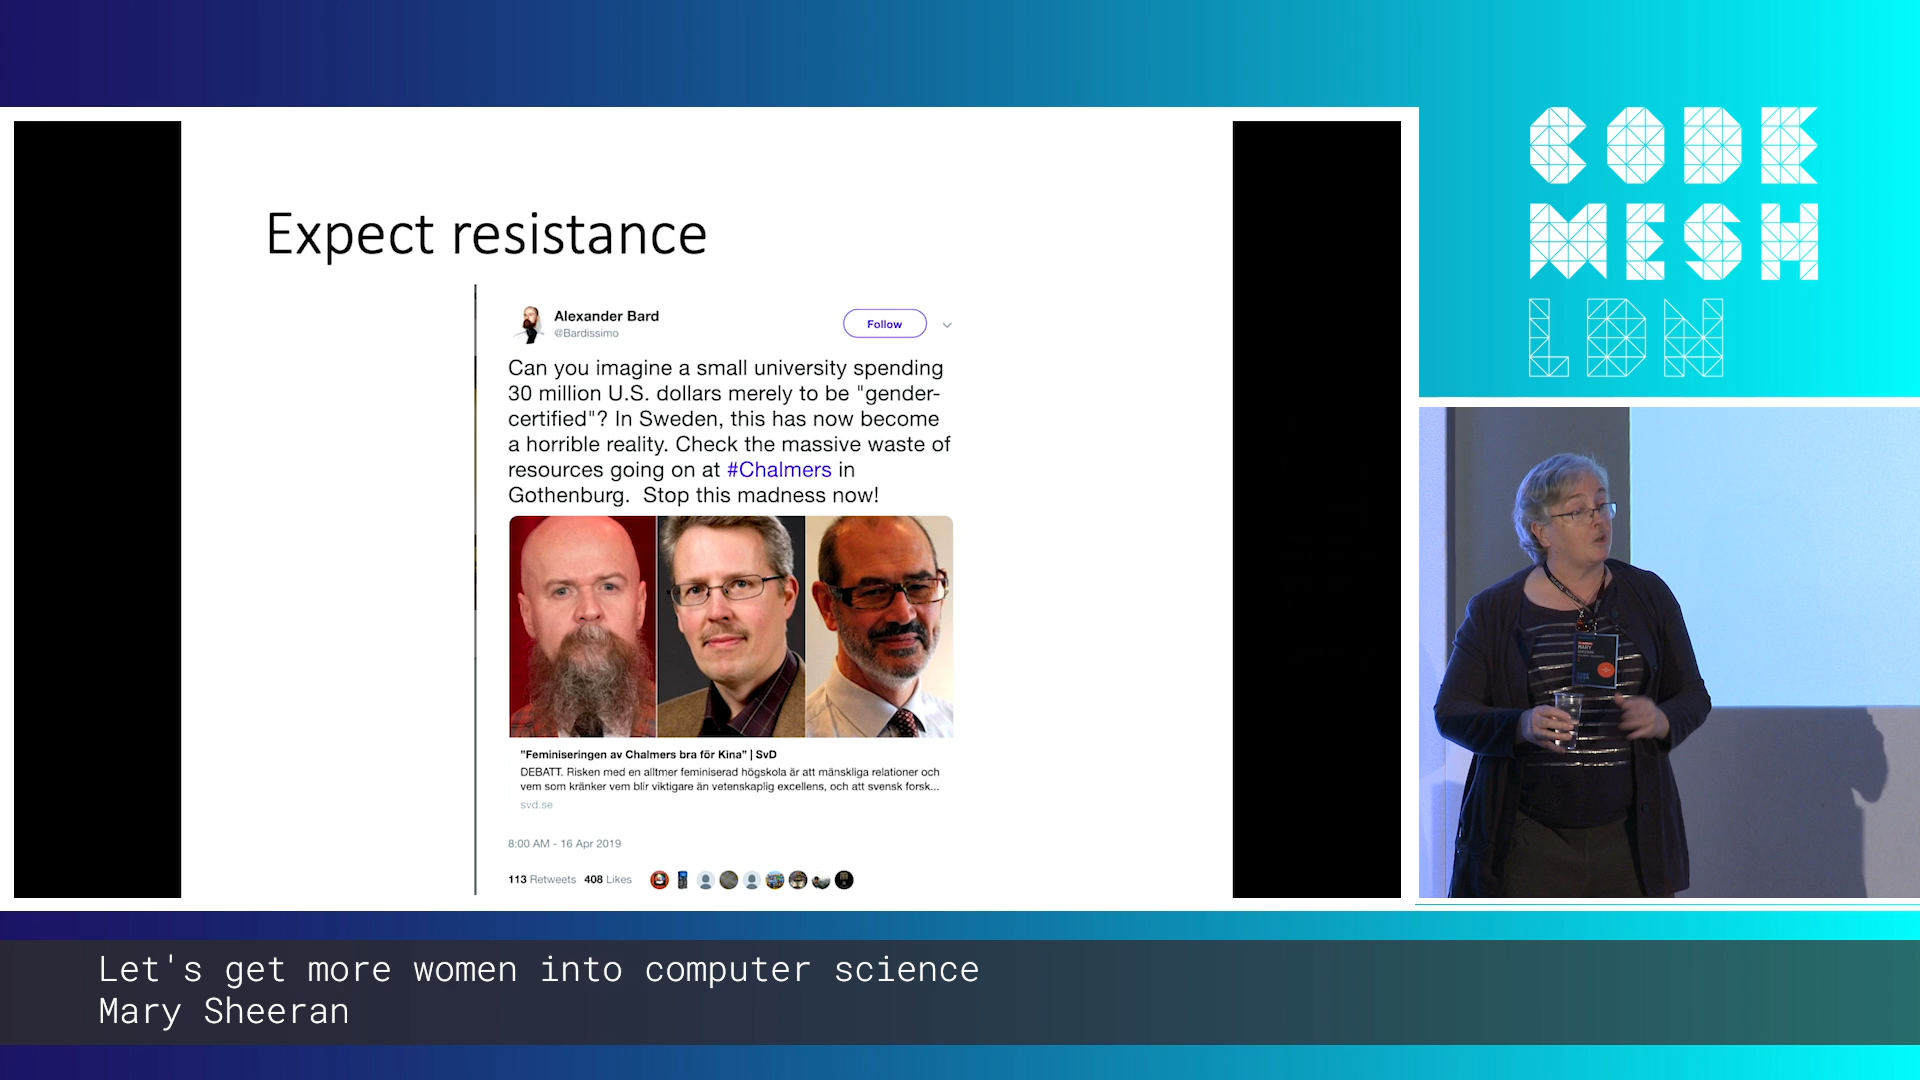 Expect resistance
Alexander Bard
@Bardissimo
Follow
Can you imagine a small university spending
30 million U.S. dollars merely to be "gender-
certified"? In Sweden, this has now become
a horrible reality. Check the massive waste of
resources going on at #Chalmers in
Gothenburg.  Stop this madness now!
"Feminiseringen av Chalmers bra för Kina" | SvD
DEBATT. Risken med en alltmer feminiserad högskola är att mänskliga relationer och
vem som kränker vem blir viktigare än vetenskaplig excellens, och att svensk forsk...
svd.se
8:00 AM - 16 Apr 2019
113 Retweets 408 Likes
CODE
MESH
LDN
MARY
Let's get more women into computer science
Mary Sheeran